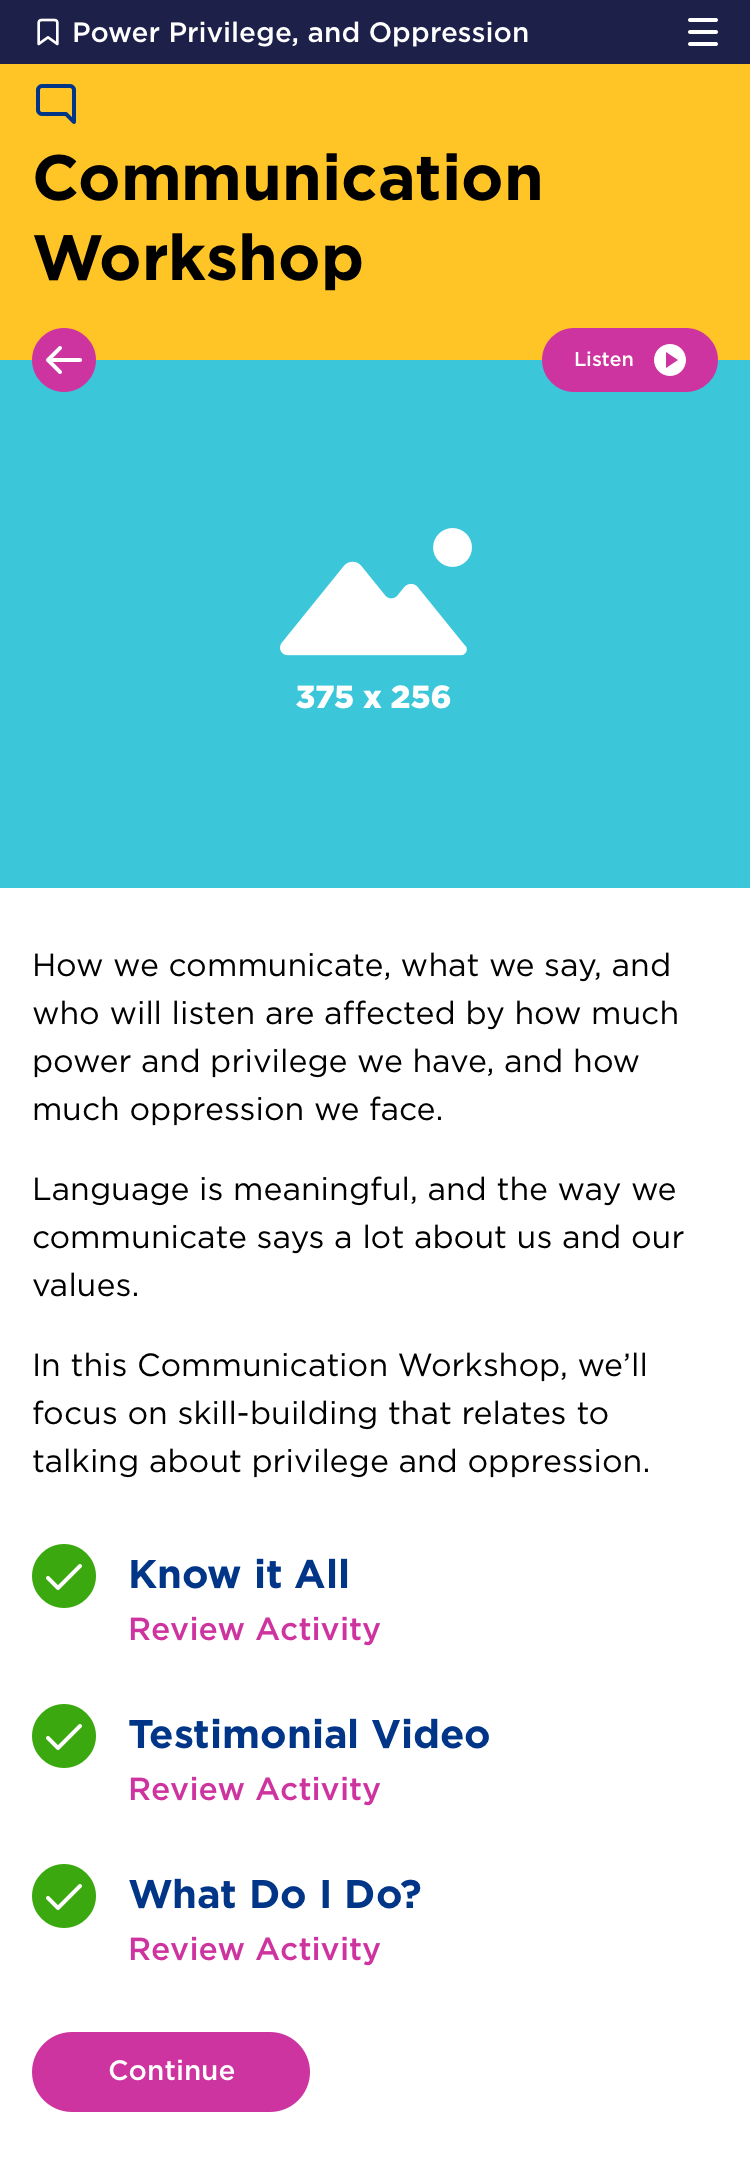 Power Privilege, and Oppression
Communication
Workshop
Listen
375 x 256
How we communicate, what we say, and
who will listen are affected by how much
power and privilege we have, and how
much oppression we face.
Language is meaningful, and the way we
communicate says a lot about us and our
values.
In this Communication Workshop, we’ll
focus on skill-building that relates to
talking about privilege and oppression.
Know it All
Review Activity
Testimonial Video
Review Activity
What Do I Do?
Review Activity
Continue